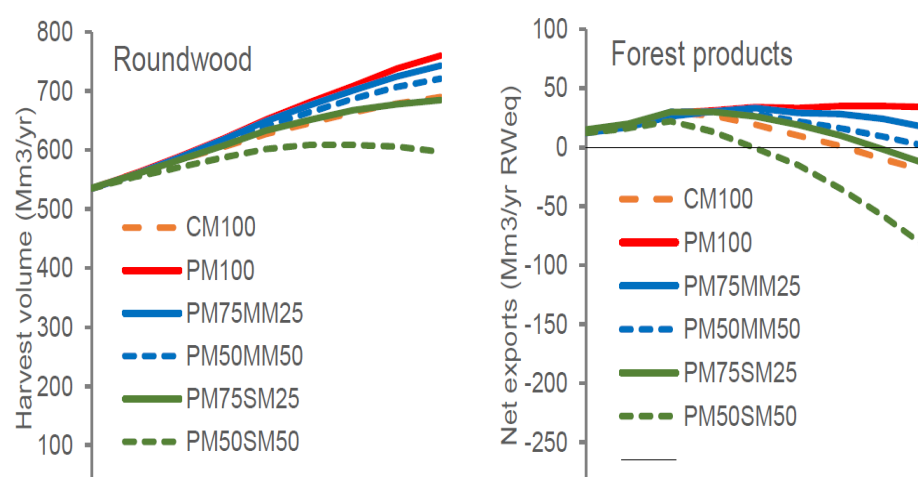 800
700
600
500
400
300
200
100
Harvest volume (Mm3/yr)
Roundwood
CM100
PM100
PM75MM25
PM50MM50
PM75SM25
PM50SM50
100
50
0
-50
-100
-150
-200
-250
Net exports (Mm3/yr RWeq)
Forest products
CM100
PM100
PM75MM25
PM50MM50
PM75SM25
PM50SM50